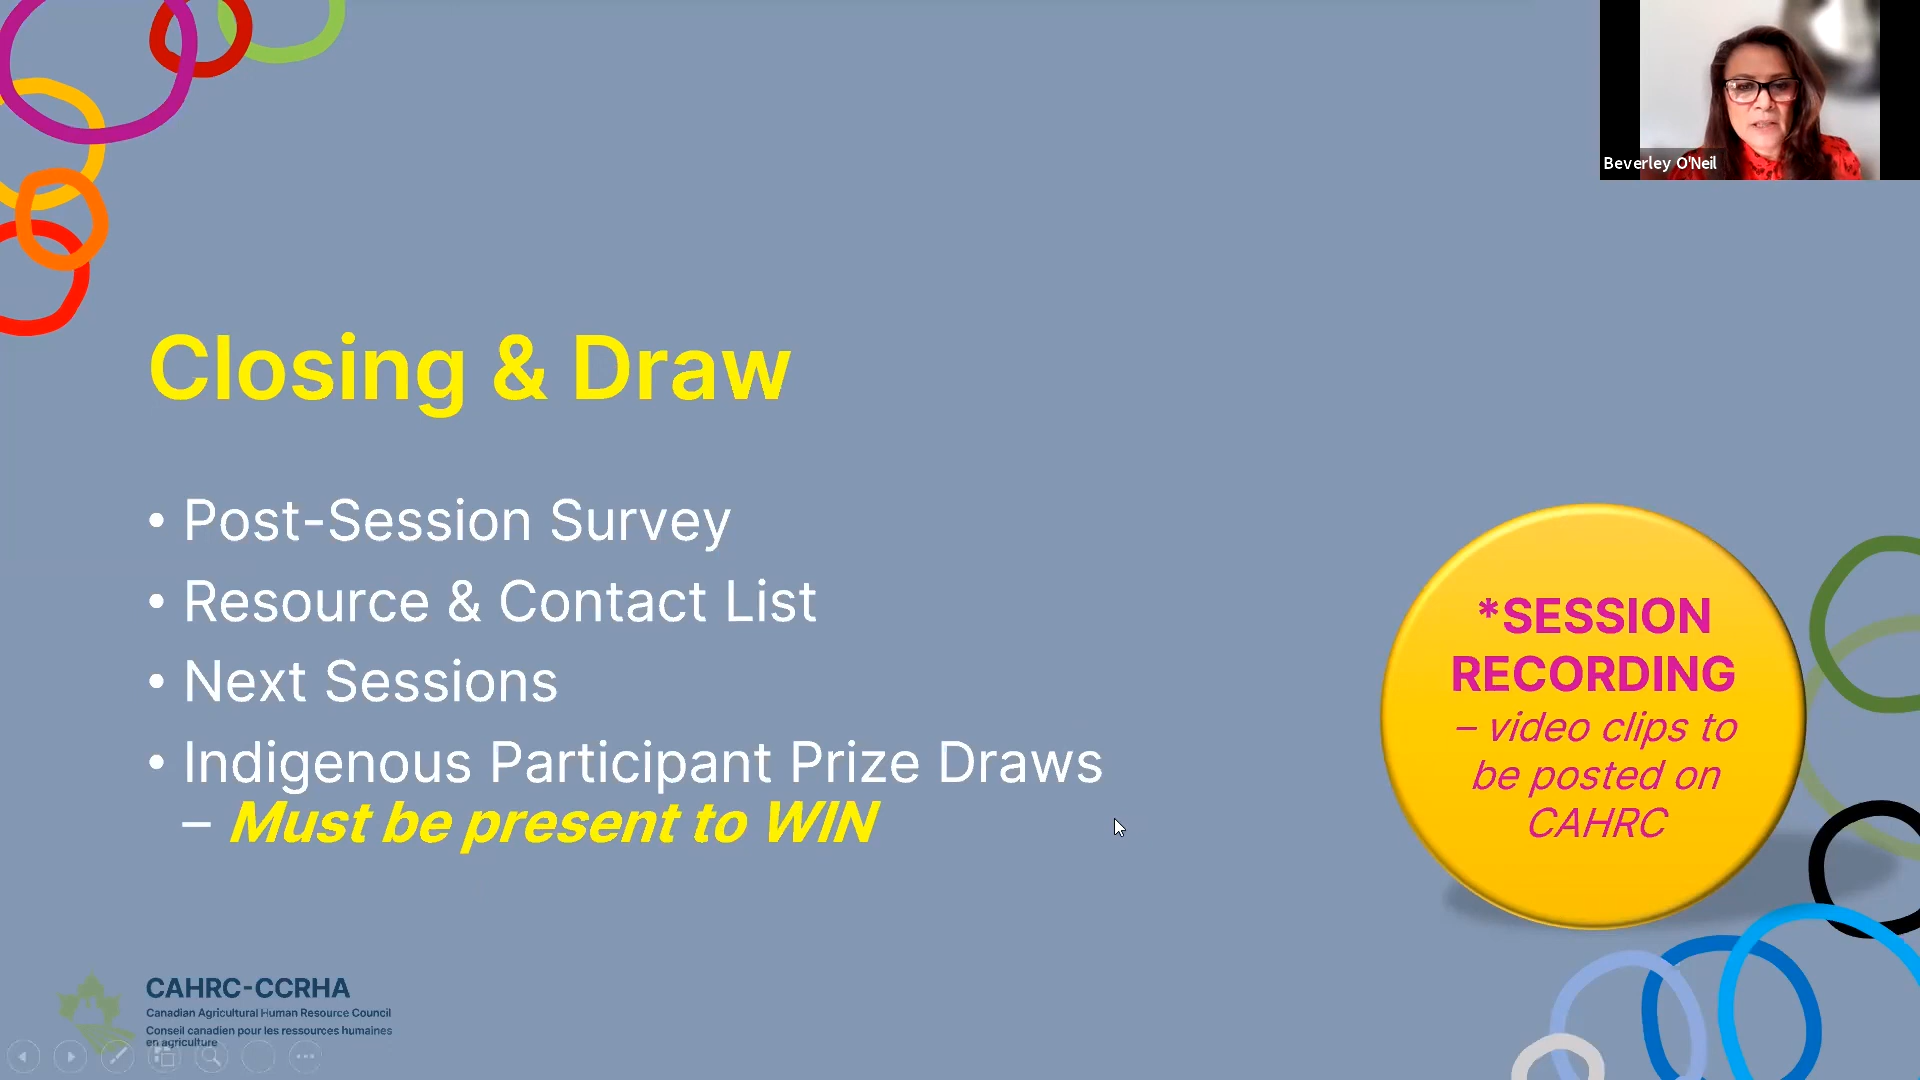 Beverley O'Neil
Closing & Draw
• Post-Session Survey
• Resource & Contact List
• Next Sessions
• Indigenous Participant Prize Draws
– Must be present to WIN
*SESSION
RECORDING
– video clips to
be posted on
CAHRC
CAHRC-CCRHA
Canadian Agricultural Human Resource Council
Conseil canadien pour les ressources humaines
en agriculture